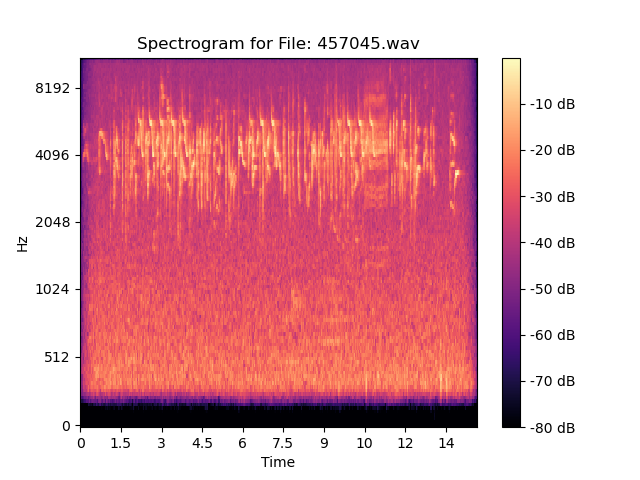 Spectrogram for File: 457045.wav
Hz
8192
4096
2048
1024
512
0
0 1.5 3 4.5 6 7.5 9 10 12 14
Time
-10 dB
-20 dB
-30 dB
-40 dB
-50 dB
-60 dB
-70 dB
-80 dB